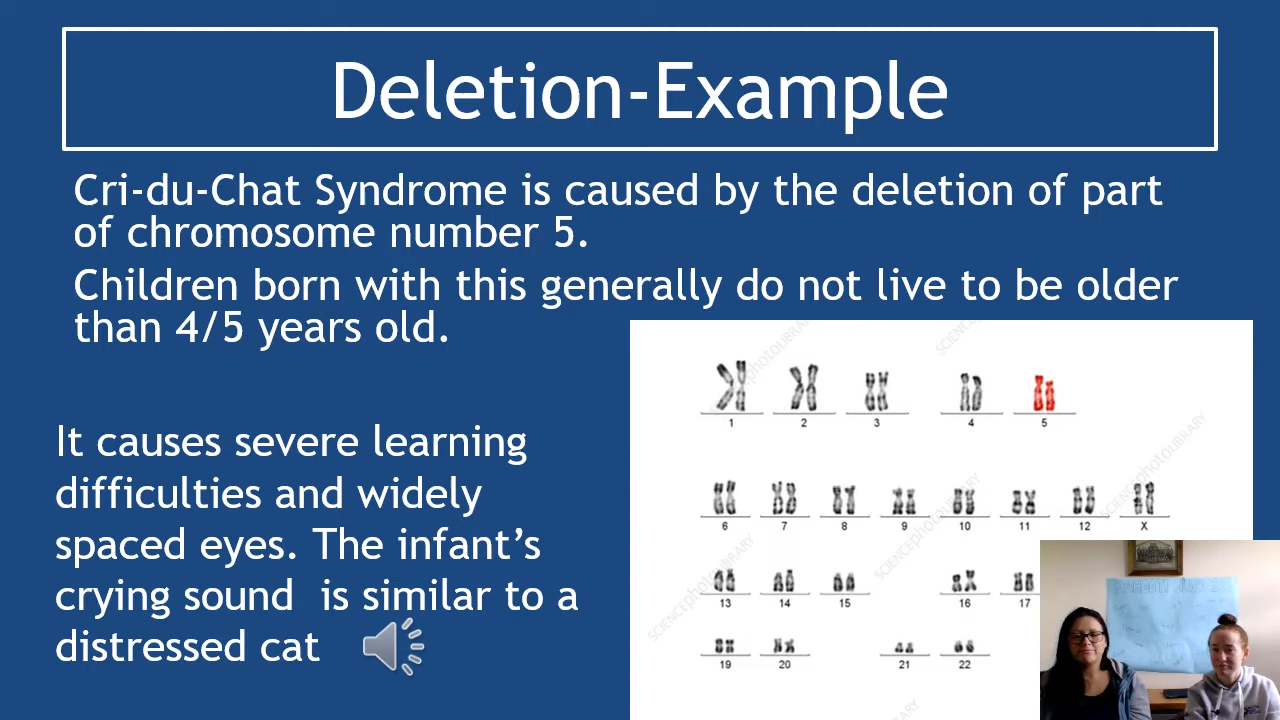 Deletion-Example
Cri-du-Chat Syndrome is caused by the deletion of part
of chromosome number 5.
Children born with this generally do not live to be older
than 4/5 years old.
It causes severe learning
difficulties and widely
spaced eyes. The infant’s
crying sound  is similar to a
distressed cat
SCIENCEphotoLIBRARY
1 2 3 4 5
6 7 8 9 10 11 12 X
13 14 15 16 17
19 20 21 22